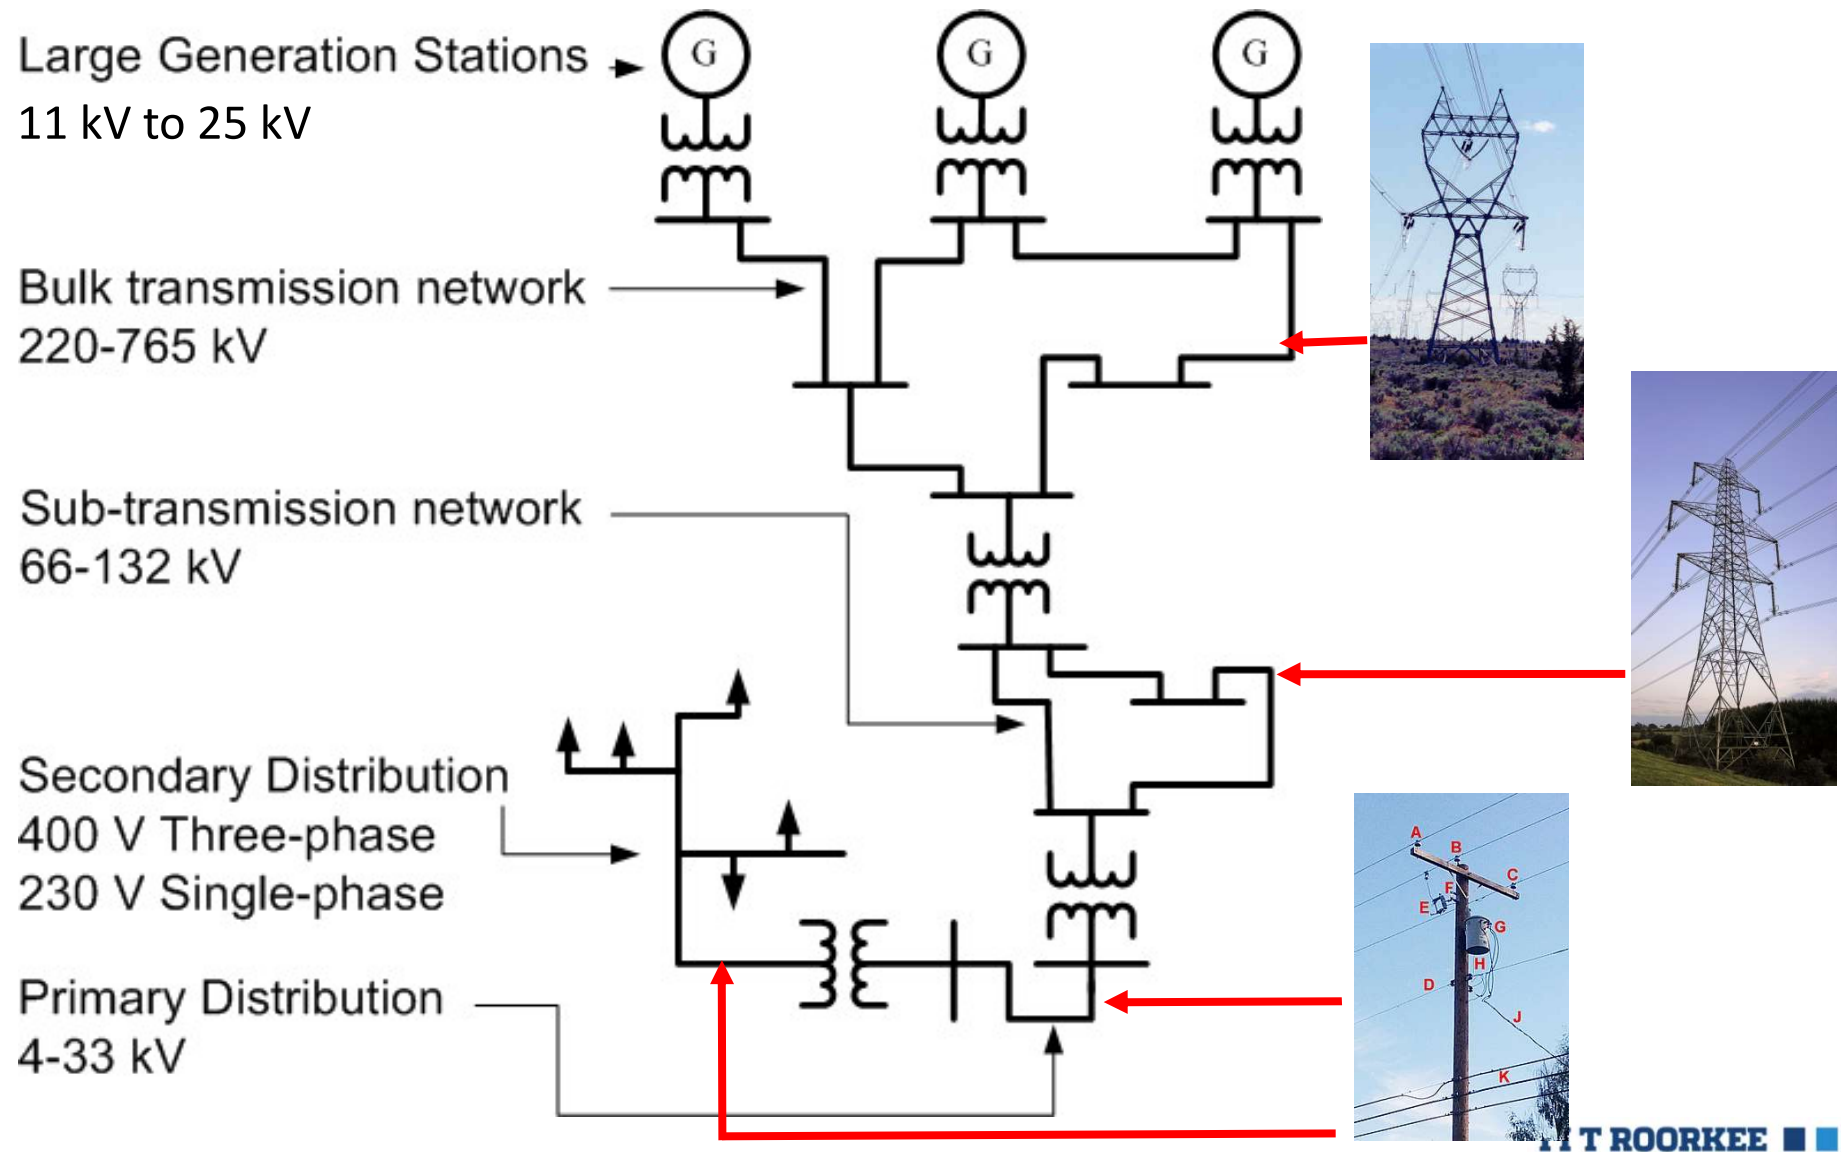 Large Generation Stations
11 kV to 25 kV
G
G
G
Bulk transmission network
220-765 kV
Sub-transmission network
66-132 kV
Secondary Distribution
400 V Three-phase
230 V Single-phase
Primary Distribution
4-33 kV
A
B
C
F
E
G
H
D
J
K
T ROORKEE